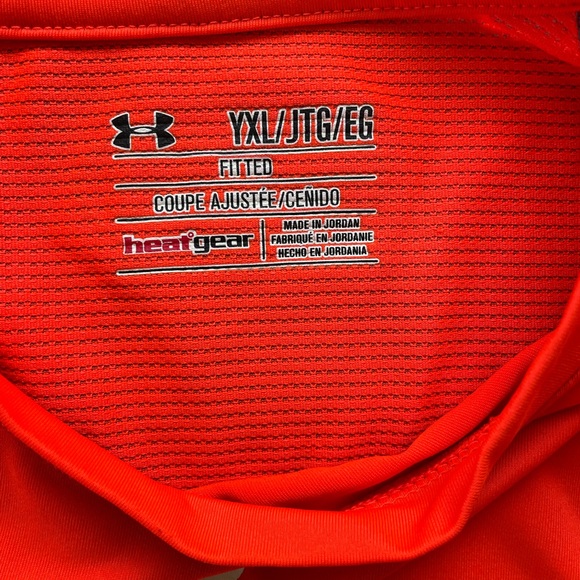 YXL/JTG/EG
FITTED
COUPE AJUSTÉE/CEÑIDO
heatgear
MADE IN JORDAN
FABRIQUÉ EN JORDANIE
HECHO EN JORDANIA